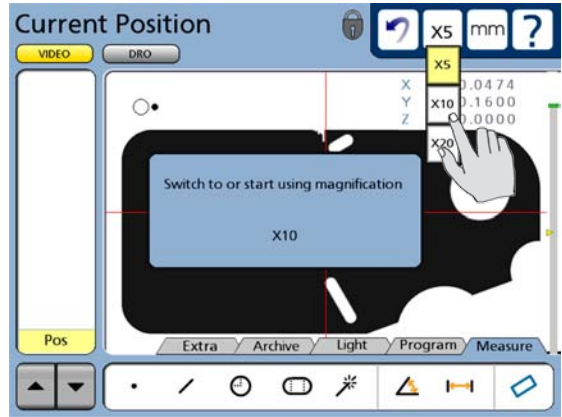 Current Position
X5
mm
?
VIDEO
DRO
X5
X10
X20
X
0.0474
Y
0.1600
Z
0.0000
Switch to or start using magnification
X10
Pos
Extra
Archive
Light
Program
Measure